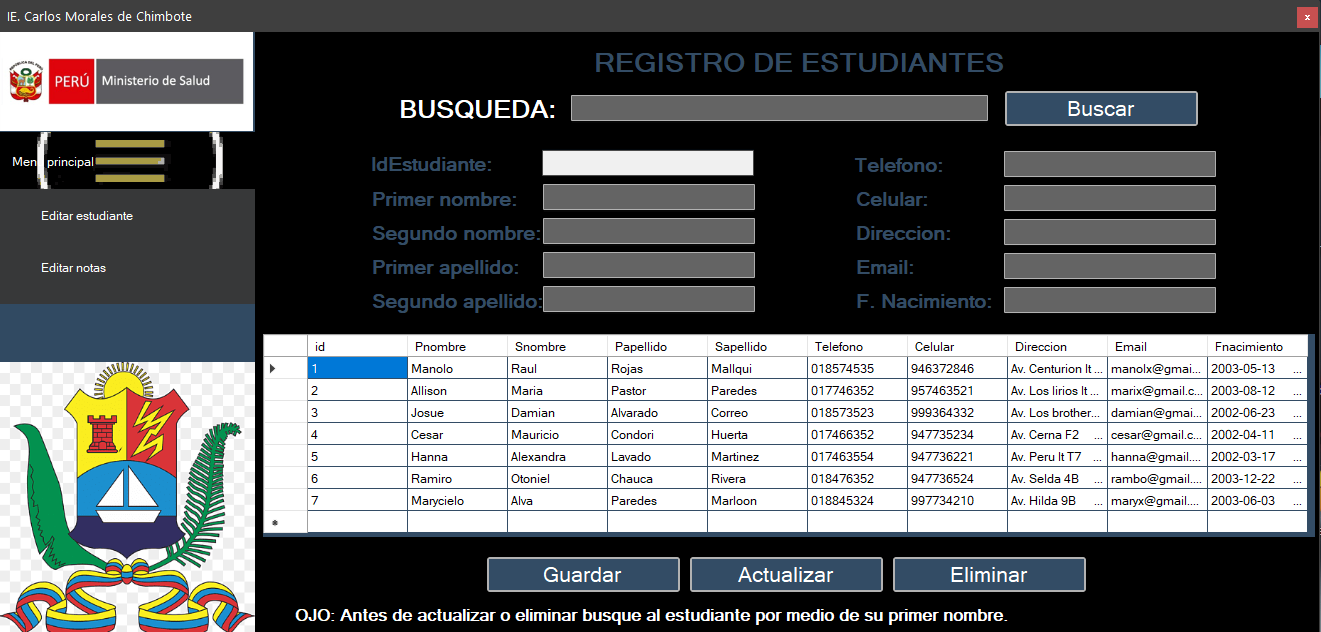 IE. Carlos Morales de Chimbote
x
PERÚ Ministerio de Salud
Men principal
Editar estudiante
Editar notas
REGISTRO DE ESTUDIANTES
BUSQUEDA: Buscar
IdEstudiante: Telefono:
Primer nombre: Celular:
Segundo nombre: Direccion:
Primer apellido: Email:
Segundo apellido: F. Nacimiento:
id Pnombre Snombre Papellido Sapellido Telefono Celular Direccion Email Fnacimiento
1 Manolo Raul Rojas Mallqui 018574535 946372846 Av. Centurion lt ... manolx@gmai... 2003-05-13 ...
2 Allison Maria Pastor Paredes 017746352 957463521 Av. Los lirios lt ... marix@gmail.c... 2003-08-12 ...
3 Josue Damian Alvarado Correo 018573523 999364332 Av. Los brother... damian@gmai... 2002-06-23 ...
4 Cesar Mauricio Condori Huerta 017466352 947735234 Av. Cerna F2 ... cesar@gmail.c... 2002-04-11 ...
5 Hanna Alexandra Lavado Martinez 017463554 947736221 Av. Peru lt T7 ... hanna@gmail.... 2002-03-17 ...
6 Ramiro Otoniel Chauca Rivera 018476352 947736524 Av. Selda 4B ... rambo@gmail.... 2003-12-22 ...
7 Marycielo Alva Paredes Marloon 018845324 997734210 Av. Hilda 9B ... maryx@gmail.... 2003-06-03 ...
Guardar Actualizar Eliminar
OJO: Antes de actualizar o eliminar busque al estudiante por medio de su primer nombre.